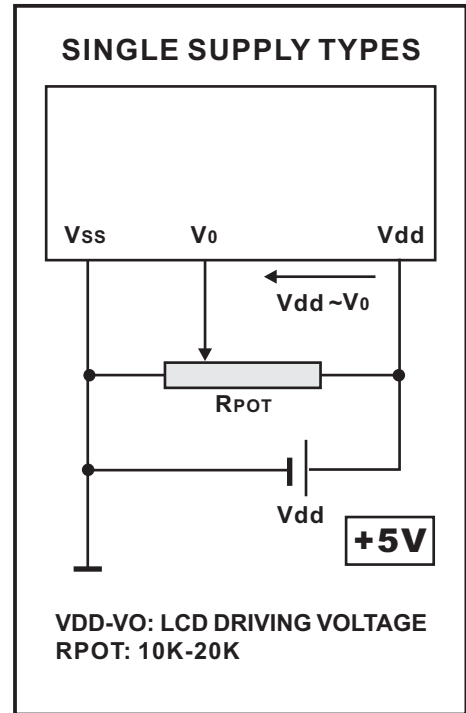 SINGLE SUPPLY TYPES
VSS V0 Vdd
Vdd ~V0
RPOT
Vdd
+5V
VDD-VO: LCD DRIVING VOLTAGE
RPOT: 10K-20K